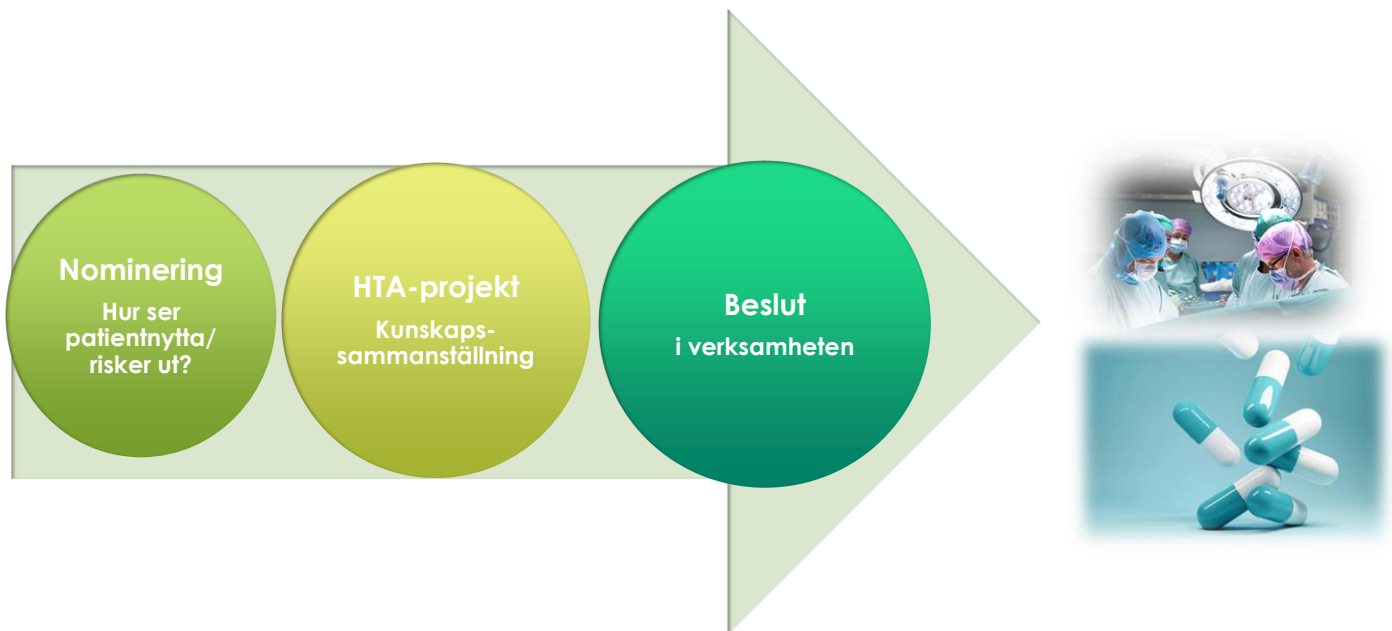 Nominering
Hur ser
patientnytta/
risker ut?
HTA-projekt
Kunskaps-
sammanställning
Beslut
i verksamheten